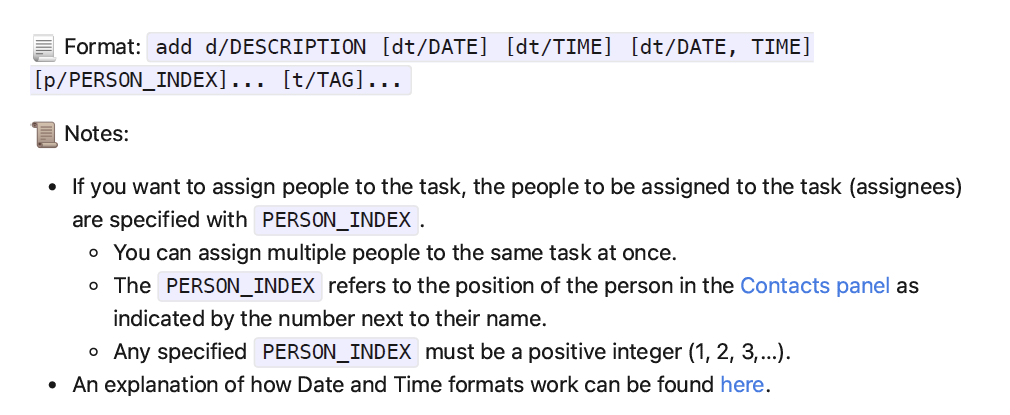 Format: add d/DESCRIPTION [dt/DATE] [dt/TIME] [dt/DATE, TIME]
[p/PERSON_INDEX]... [t/TAG]...
Notes:
• If you want to assign people to the task, the people to be assigned to the task (assignees)
are specified with PERSON_INDEX.
◦ You can assign multiple people to the same task at once.
◦ The PERSON_INDEX refers to the position of the person in the Contacts panel as
indicated by the number next to their name.
◦ Any specified PERSON_INDEX must be a positive integer (1, 2, 3,...).
• An explanation of how Date and Time formats work can be found here.